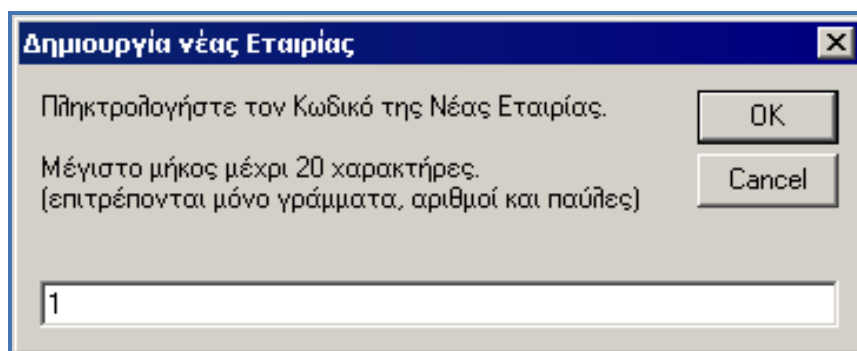 Δημιουργία νέας Εταιρίας
Πληκτρολογήστε τον Κωδικό της Νέας Εταιρίας.
OK
Μέγιστο μήκος μέχρι 20 χαρακτήρες.
Cancel
(επιτρέπονται μόνο γράμματα, αριθμοί και παύλες)
1